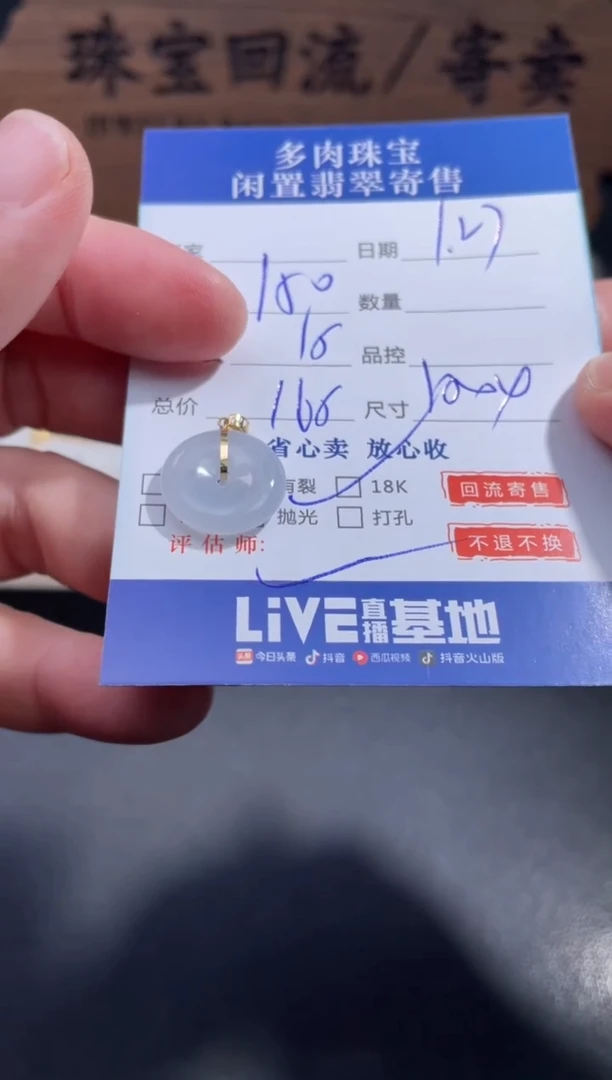 珠宝回流/寄卖
多肉珠宝
闲置翡翠寄售
家 日期 1.27
数量
品控
总价 尺寸
省心卖 放心收
有裂 18K 回流寄售
抛光 打孔
评估师: 不退不换
LiVE直播基地
今日头条 抖音 西瓜视频 抖音火山版